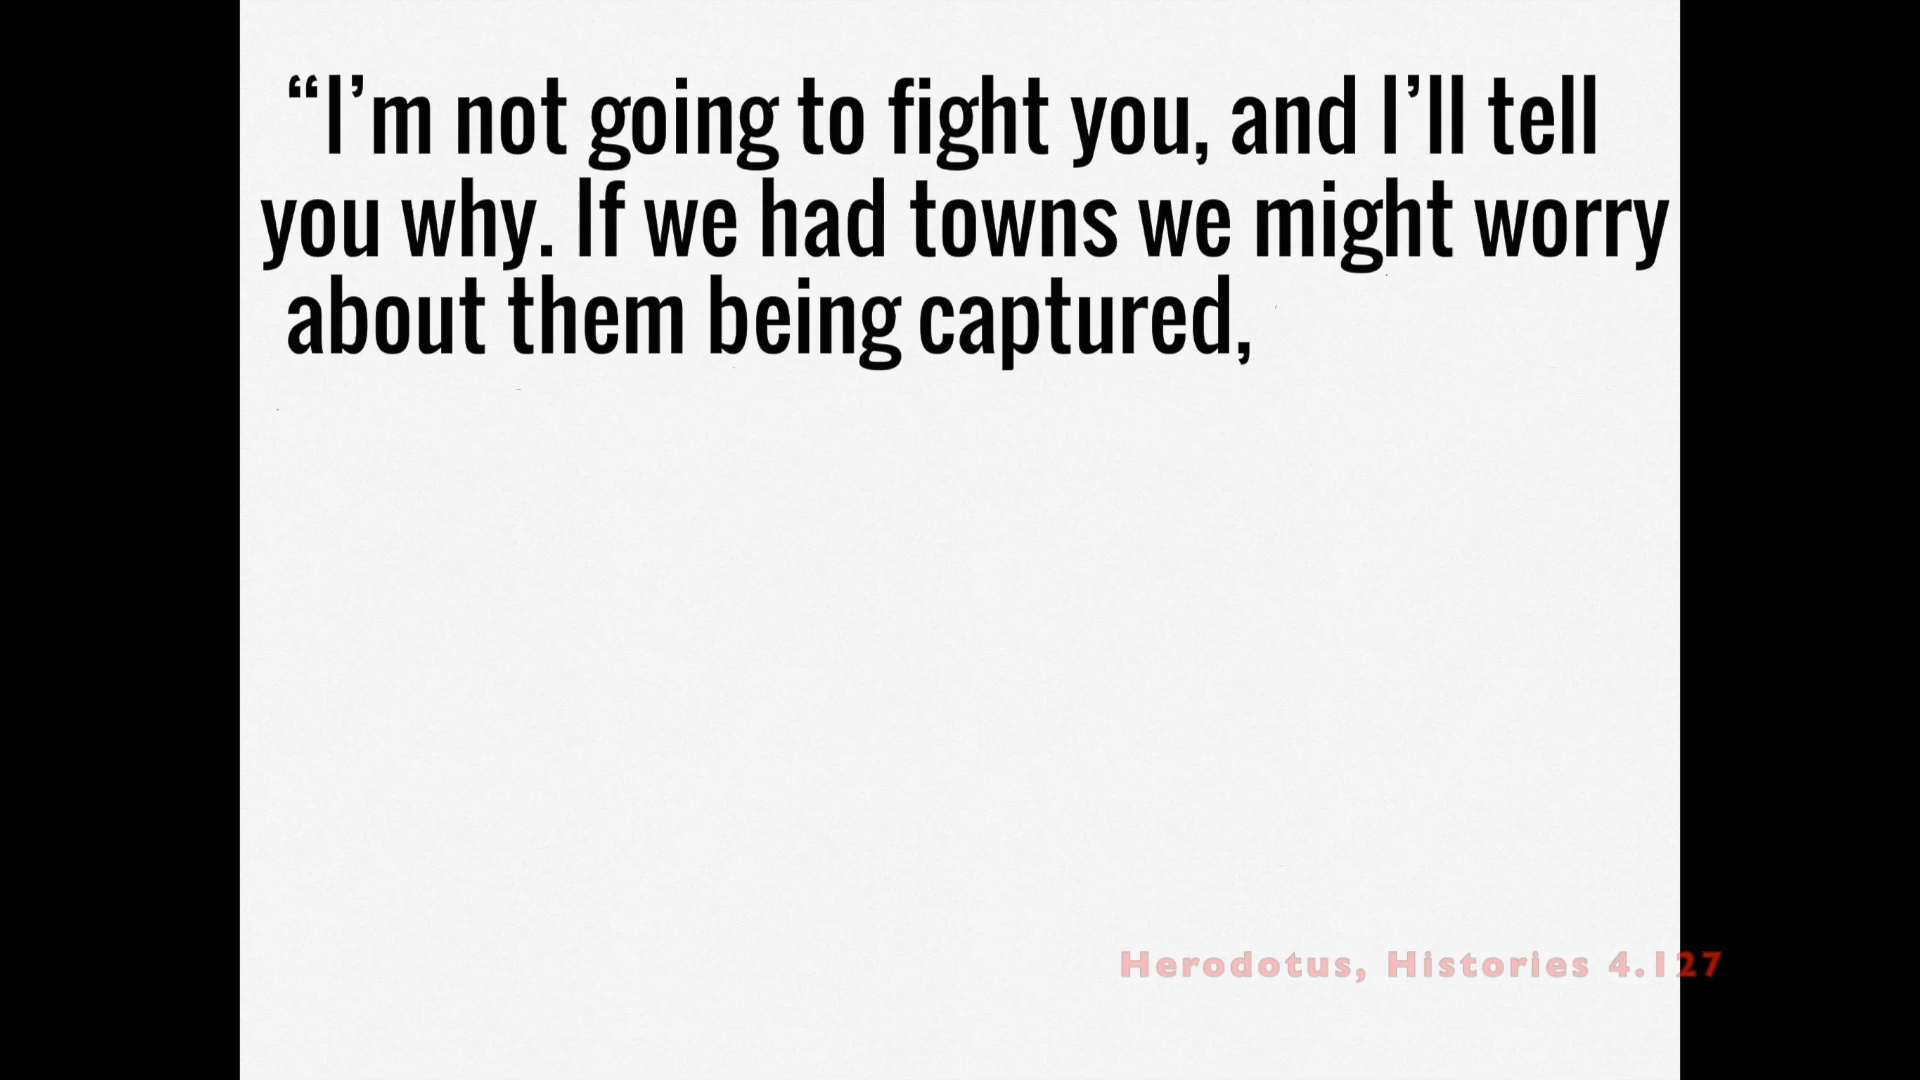 “I’m not going to fight you, and I’ll tell
you why. If we had towns we might worry
about them being captured,
Herodotus, Histories 4.127